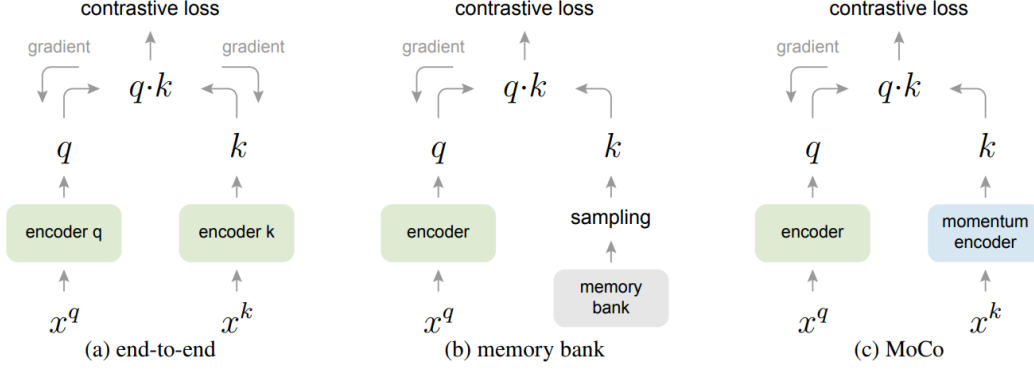 contrastive loss
gradient
gradient
q·k
q
k
encoder q
encoder k
x^q
x^k
(a) end-to-end
contrastive loss
gradient
q·k
q
k
encoder
sampling
memory
bank
x^q
(b) memory bank
contrastive loss
gradient
q·k
q
k
encoder
momentum
encoder
x^q
x^k
(c) MoCo